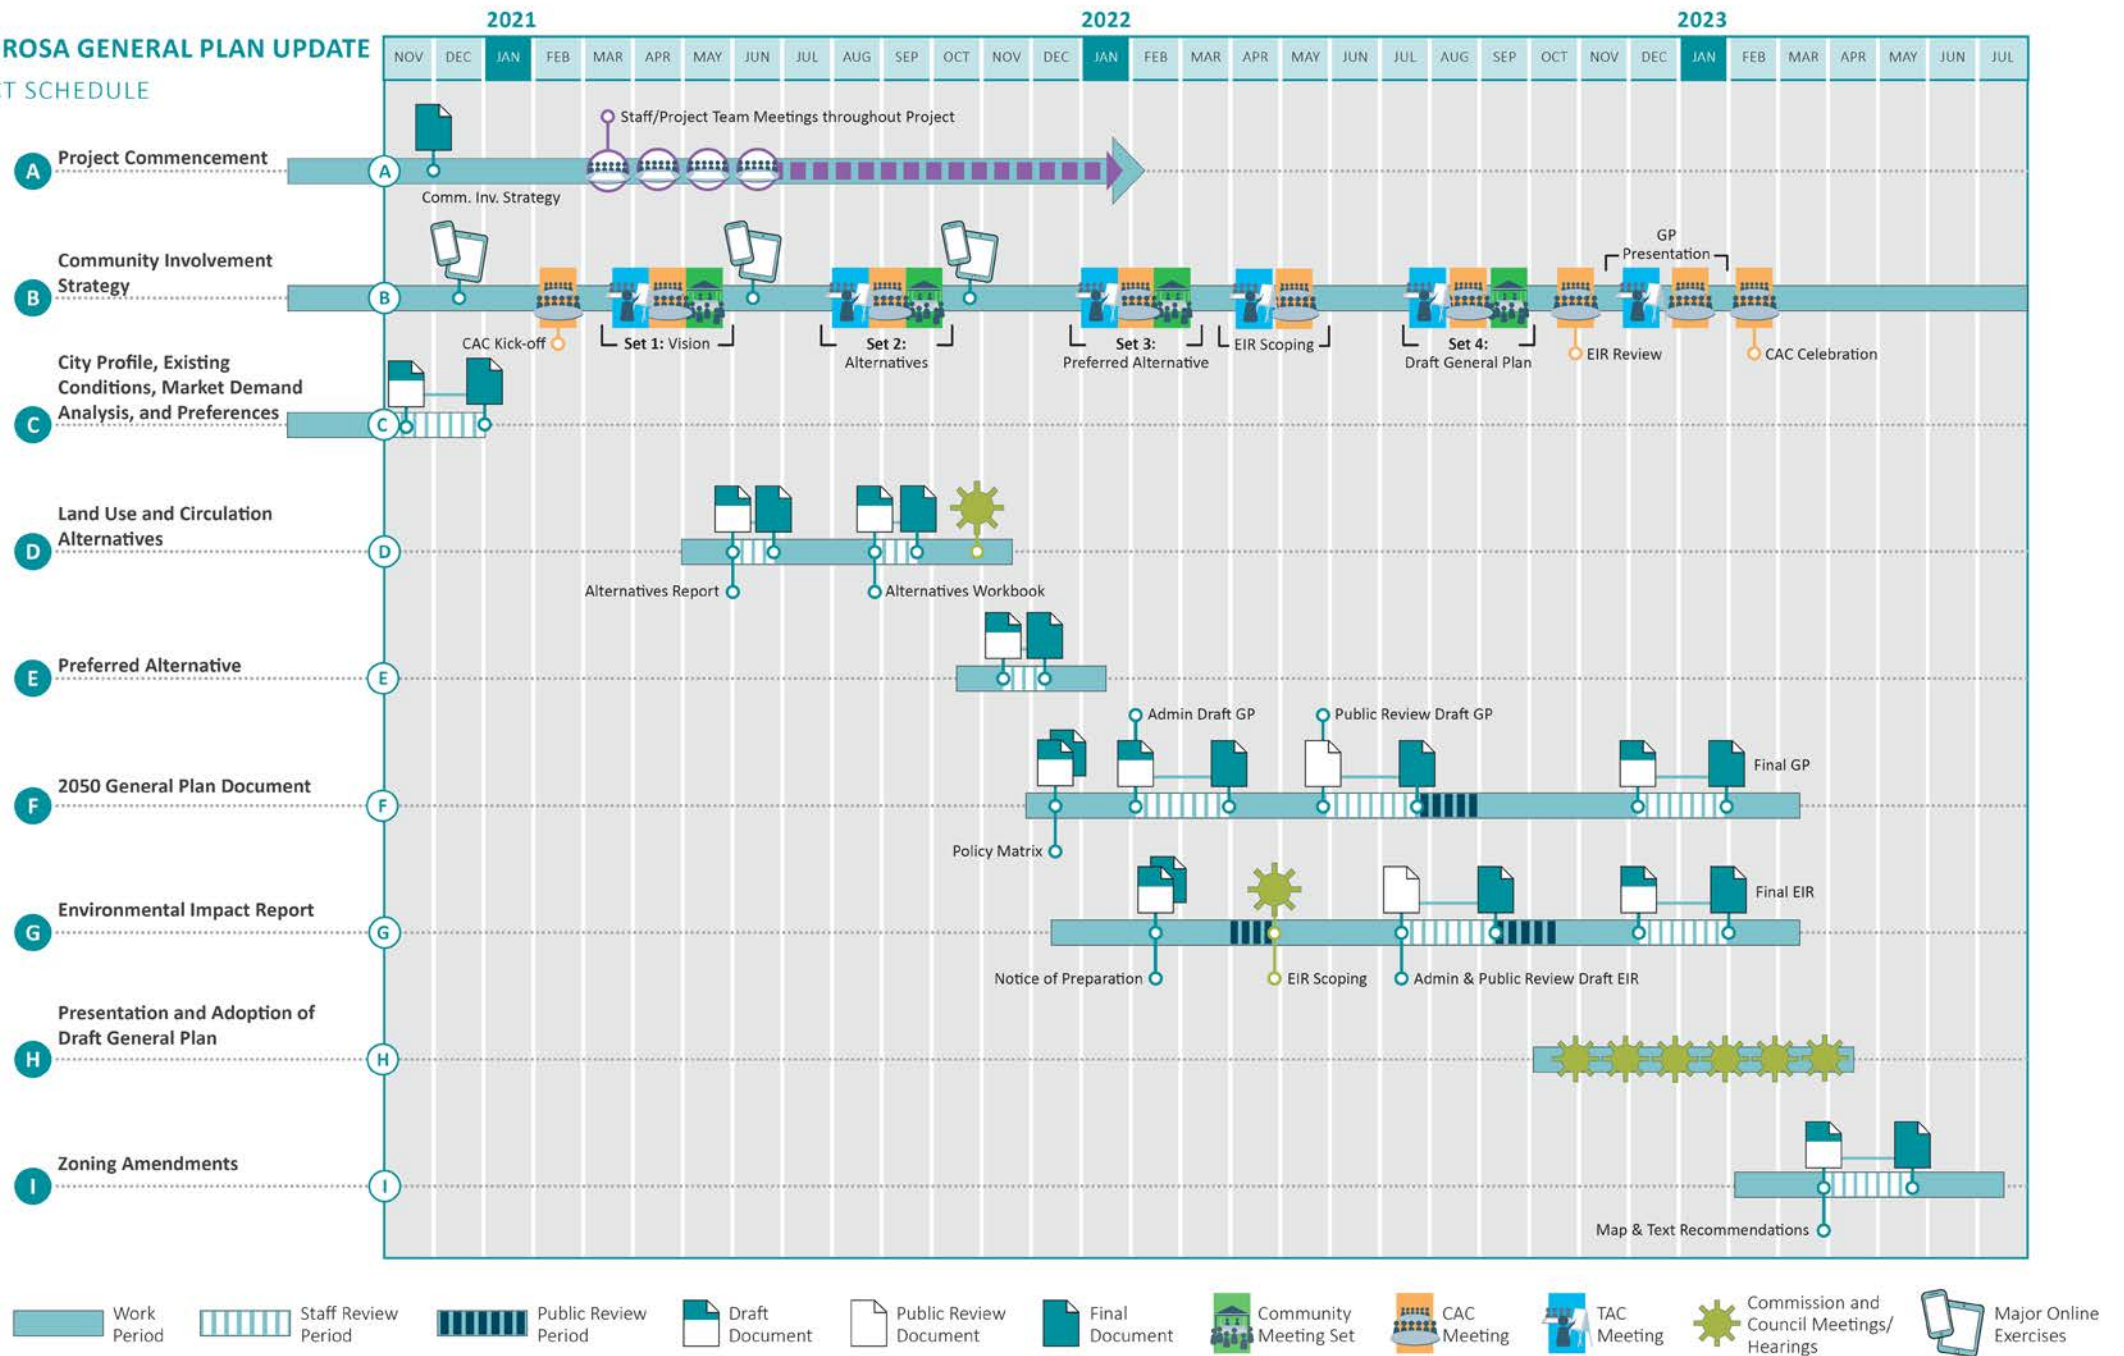 2021
2022
2023
ROSA GENERAL PLAN UPDATE
CT SCHEDULE
NOV DEC JAN FEB MAR APR MAY JUN JUL AUG SEP OCT NOV DEC JAN FEB MAR APR MAY JUN JUL AUG SEP OCT NOV DEC JAN FEB MAR APR MAY JUN JUL
Staff/Project Team Meetings throughout Project
A
Project Commencement
A
Comm. Inv. Strategy
GP
Presentation
B
Community Involvement
Strategy
B
CAC Kick-off
Set 1: Vision
Set 2:
Alternatives
Set 3:
Preferred Alternative
EIR Scoping
Set 4:
Draft General Plan
EIR Review
CAC Celebration
C
City Profile, Existing
Conditions, Market Demand
Analysis, and Preferences
C
D
Land Use and Circulation
Alternatives
D
Alternatives Report
Alternatives Workbook
E
Preferred Alternative
E
Admin Draft GP
Public Review Draft GP
F
2050 General Plan Document
F
Final GP
Policy Matrix
G
Environmental Impact Report
G
Final EIR
Notice of Preparation
EIR Scoping
Admin & Public Review Draft EIR
H
Presentation and Adoption of
Draft General Plan
H
I
Zoning Amendments
I
Map & Text Recommendations
Work
Period
Staff Review
Period
Public Review
Period
Draft
Document
Public Review
Document
Final
Document
Community
Meeting Set
CAC
Meeting
TAC
Meeting
Commission and
Council Meetings/
Hearings
Major Online
Exercises